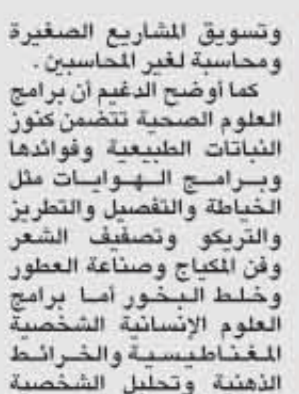 وتسويق المشاريع الصغيرة
ومحاسبة لغير المحاسبين .
كما أوضح الدغيم أن برامج
العلوم الصحية تتضمن كنوز
النباتات الطبيعية وفوائدها
وبرامج الهوايات مثل
الخياطة والتفصيل والتطريز
والتريكو وتصفيف الشعر
وفن المكياج وصناعة العطور
وخلط البخور أما برامج
العلوم الإنسانية الشخصية
المغناطيسية والخرائط
الذهنية وتحليل الشخصية